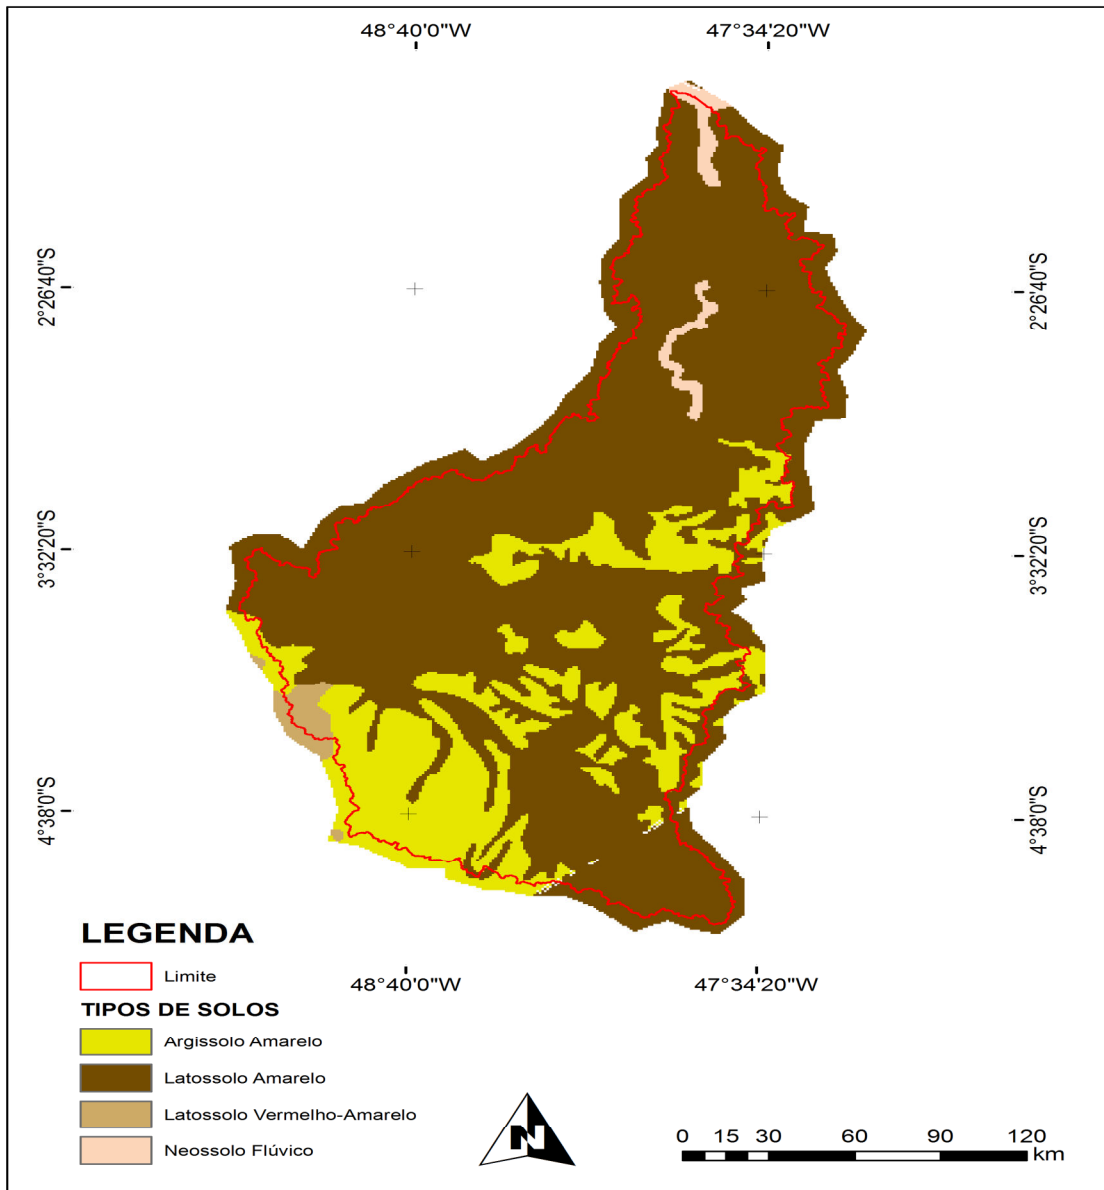 48°40'0"W 47°34'20"W
2°26'40"S 2°26'40"S
3°32'20"S 3°32'20"S
4°38'0"S 4°38'0"S
LEGENDA
Limite
48°40'0"W 47°34'20"W
TIPOS DE SOLOS
Argissolo Amarelo
Latossolo Amarelo
Latossolo Vermelho-Amarelo
Neossolo Flúvico
N
0 15 30 60 90 120
km